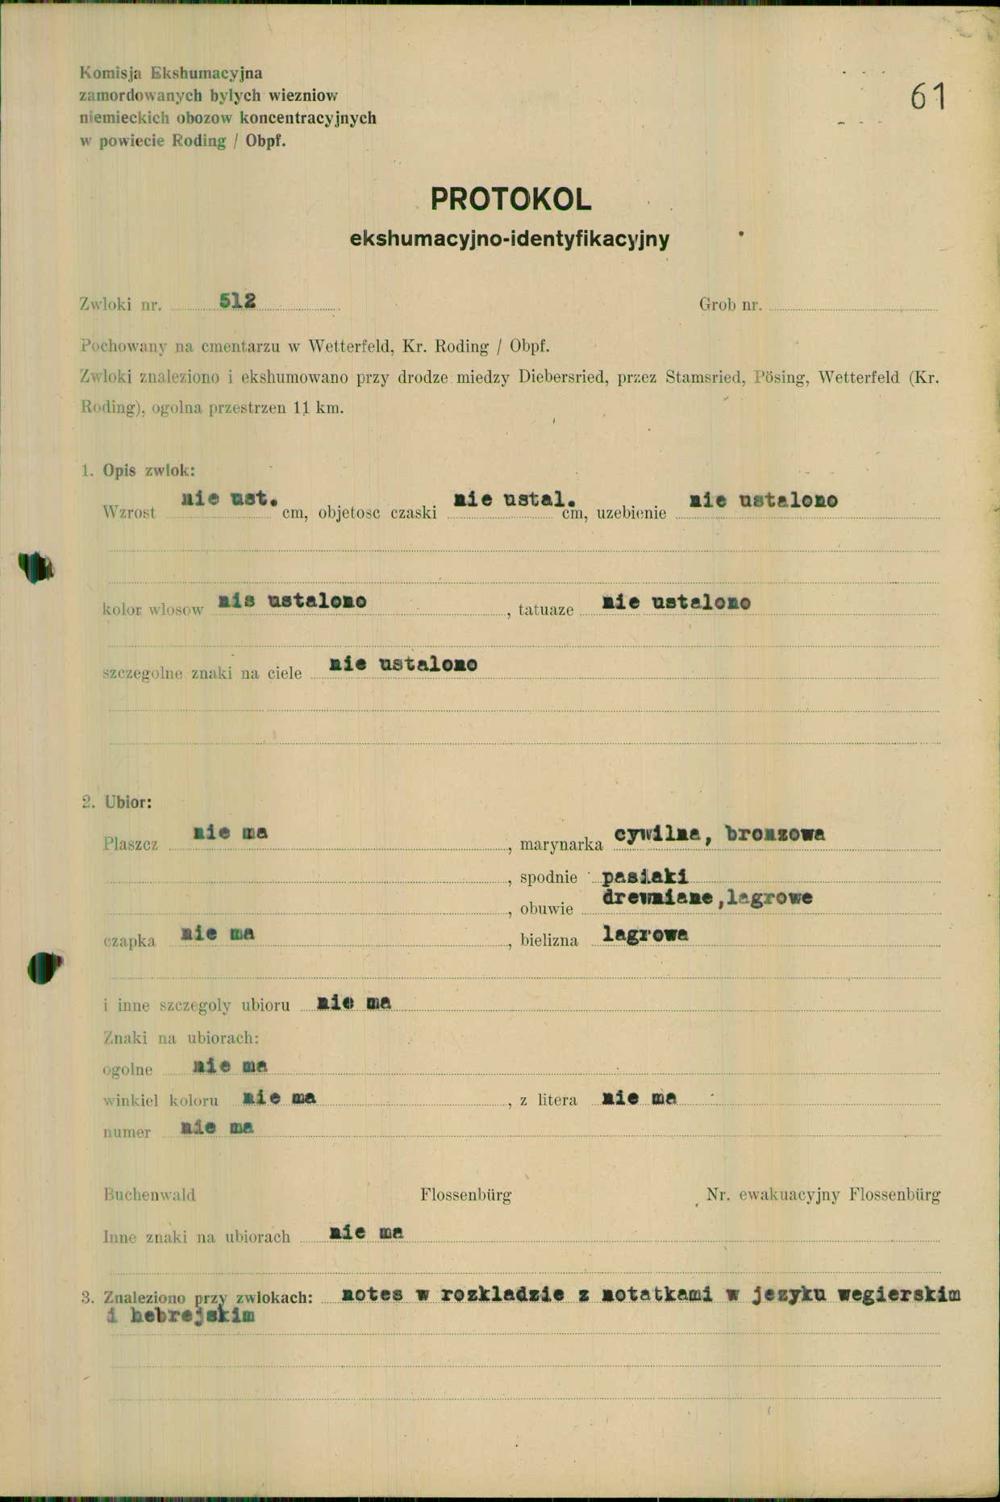 Komisja Ekshumacyjna
zamordowanych bylych wiezniow
niemieckich obozow koncentracyjnych
w powiecie Roding / Obpf.
61
PROTOKOL
ekshumacyjno-identyfikacyjny
Zwloki nr. 512 Grob nr.
Pochowany na cmentarzu w Wetterfeld, Kr. Roding / Obpf.
Zwloki znaleziono i ekshumowano przy drodze miedzy Diebersried, przez Stamsried, Pösing, Wetterfeld (Kr.
Roding), ogolna przestrzen 11 km.
1. Opis zwlok:
Wzrost nie ust. cm, objetosc czaski nie ustal. cm, uzebienie nie ustalono
kolor wlosow nis ustalono, tatuaze nie ustalono
szczegolne znaki na ciele nie ustalono
2. Ubior:
Plaszcz nie ma, marynarka cywilna, bronzowa
, spodnie pasiaki
, obuwie drewniane,lagrowe
czapka nie ma, bielizna lagrowa
i inne szczegoly ubioru nie ma
Znaki na ubiorach:
ogolne nie ma
winkiel koloru nie ma, z litera nie ma
numer nie ma
Buchenwald Flossenbürg Nr. ewakuacyjny Flossenbürg
Inne znaki na ubiorach nie ma
3. Znaleziono przy zwlokach: notes w rozkladzie z notatkami w jezyku wegierskim
i hebrejskim